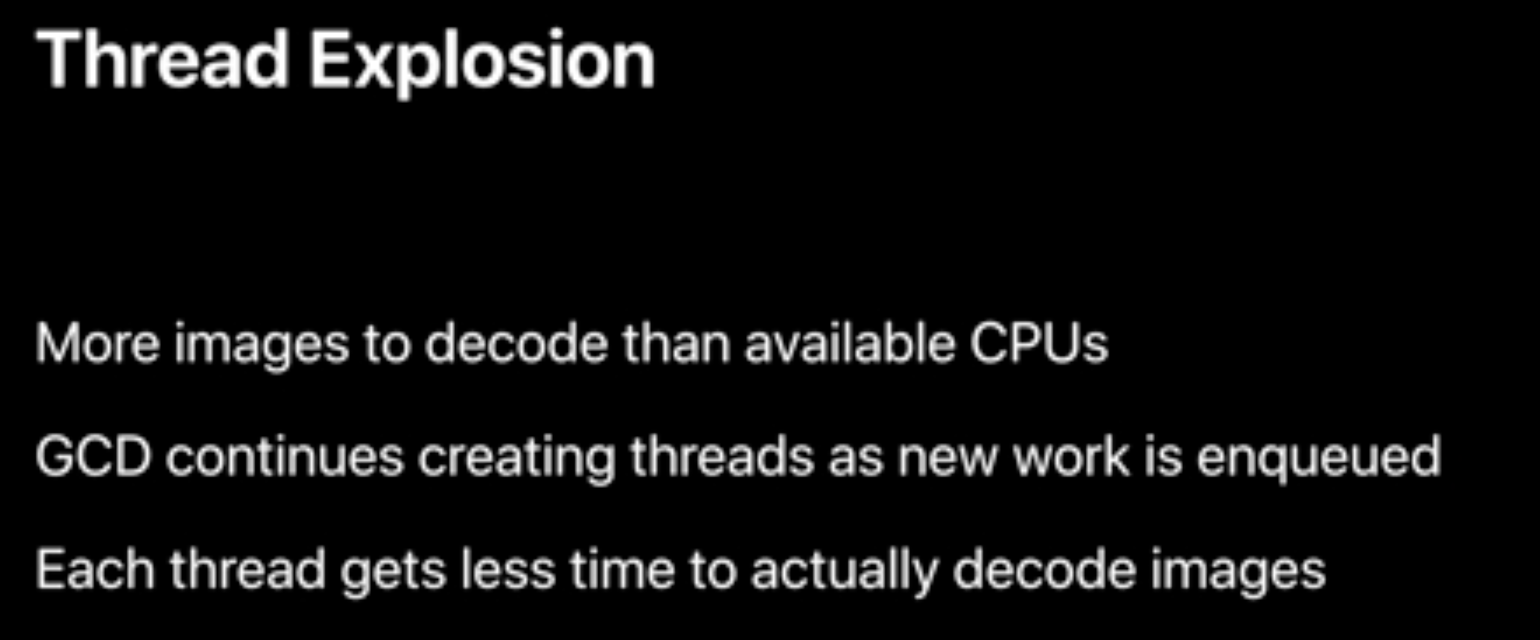 Thread Explosion
More images to decode than available CPUs
GCD continues creating threads as new work is enqueued
Each thread gets less time to actually decode images